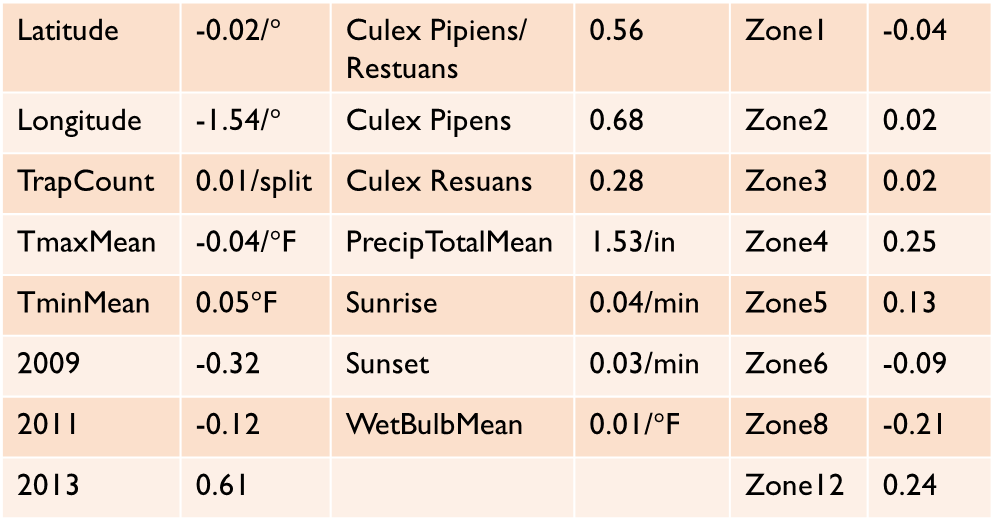 Latitude -0.02/° Culex Pipiens/ 0.56 Zone1 -0.04
Restuans
Longitude -1.54/° Culex Pipens 0.68 Zone2 0.02
TrapCount 0.01/split Culex Resuans 0.28 Zone3 0.02
TmaxMean -0.04/°F PrecipTotalMean 1.53/in Zone4 0.25
TminMean 0.05°F Sunrise 0.04/min Zone5 0.13
2009 -0.32 Sunset 0.03/min Zone6 -0.09
2011 -0.12 WetBulbMean 0.01/°F Zone8 -0.21
2013 0.61 Zone12 0.24